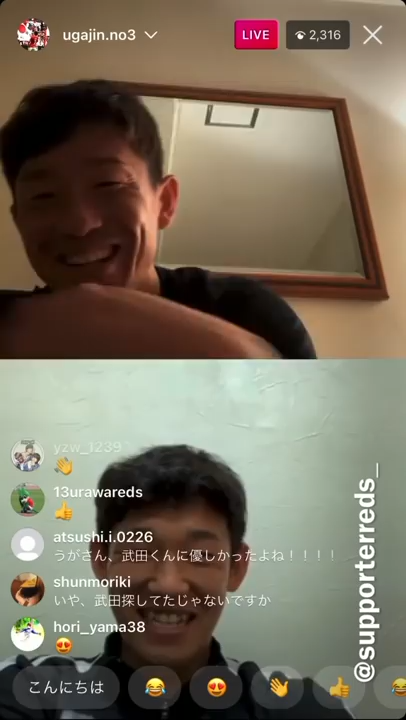 ugajin.no3
LIVE
2,316
yzw_1239
👋
13urawareds
👍
atsushi.i.0226
うがさん、武田くんに優しかったよね！！！！
shunmoriki
いや、武田探してたじゃないですか
hori_yama38
😍
@supporterreds_
こんにちは 😂 😍 👋 👍 😂